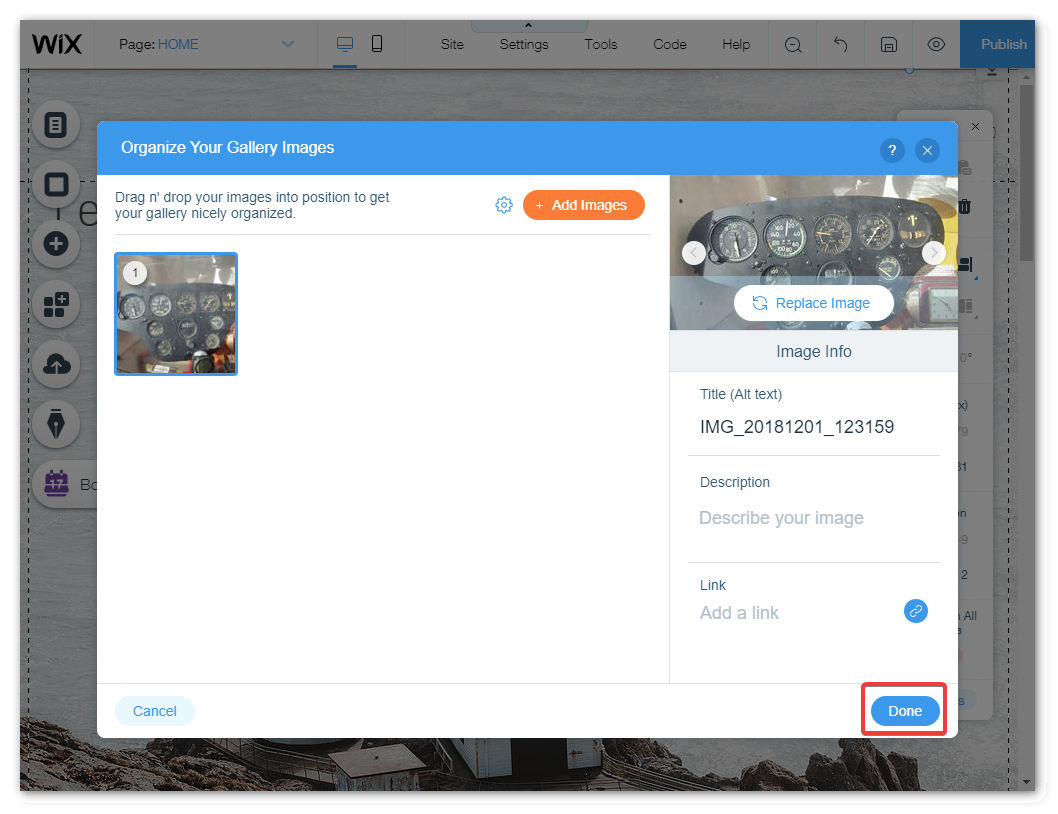 WiX
Page: HOME
Site
Settings
Tools
Code
Help
Publish
Organize Your Gallery Images
?
Drag n' drop your images into position to get
your gallery nicely organized.
+ Add Images
1
Replace Image
Image Info
Title (Alt text)
IMG_20181201_123159
Description
Describe your image
Link
Add a link
17
Cancel
Done